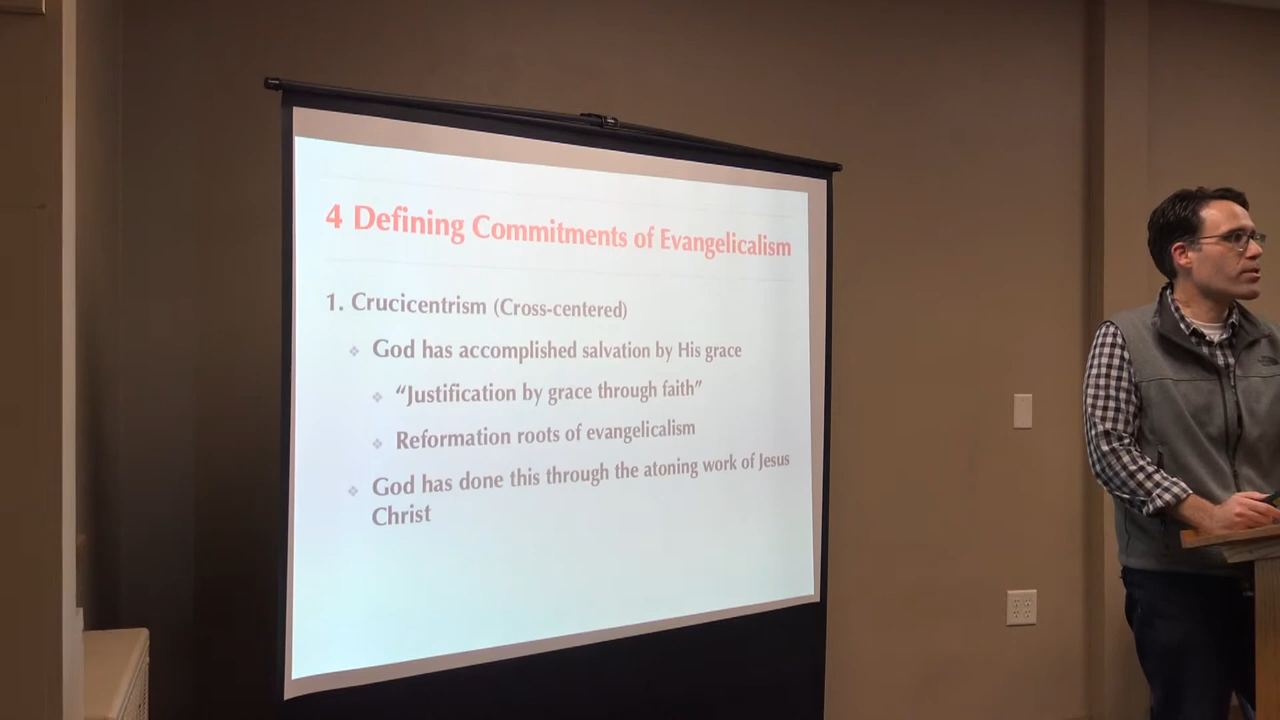 4 Defining Commitments of Evangelicalism
1. Crucicentrism (Cross-centered)
God has accomplished salvation by His grace
“Justification by grace through faith”
Reformation roots of evangelicalism
God has done this through the atoning work of Jesus
Christ